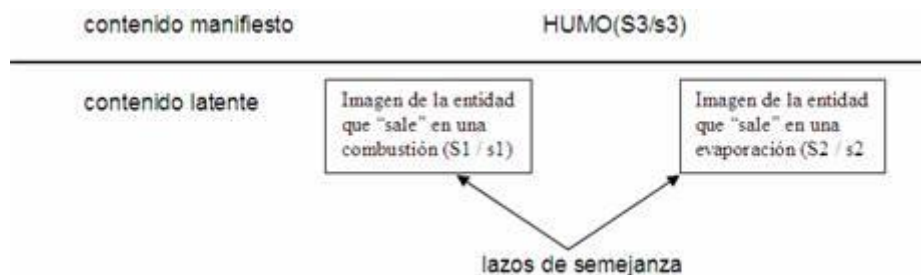 contenido manifiesto HUMO(S3/s3)
contenido latente
Imagen de la entidad
que “sale” en una
combustión (S1 / s1)
Imagen de la entidad
que “sale” en una
evaporación (S2 / s2
lazos de semejanza